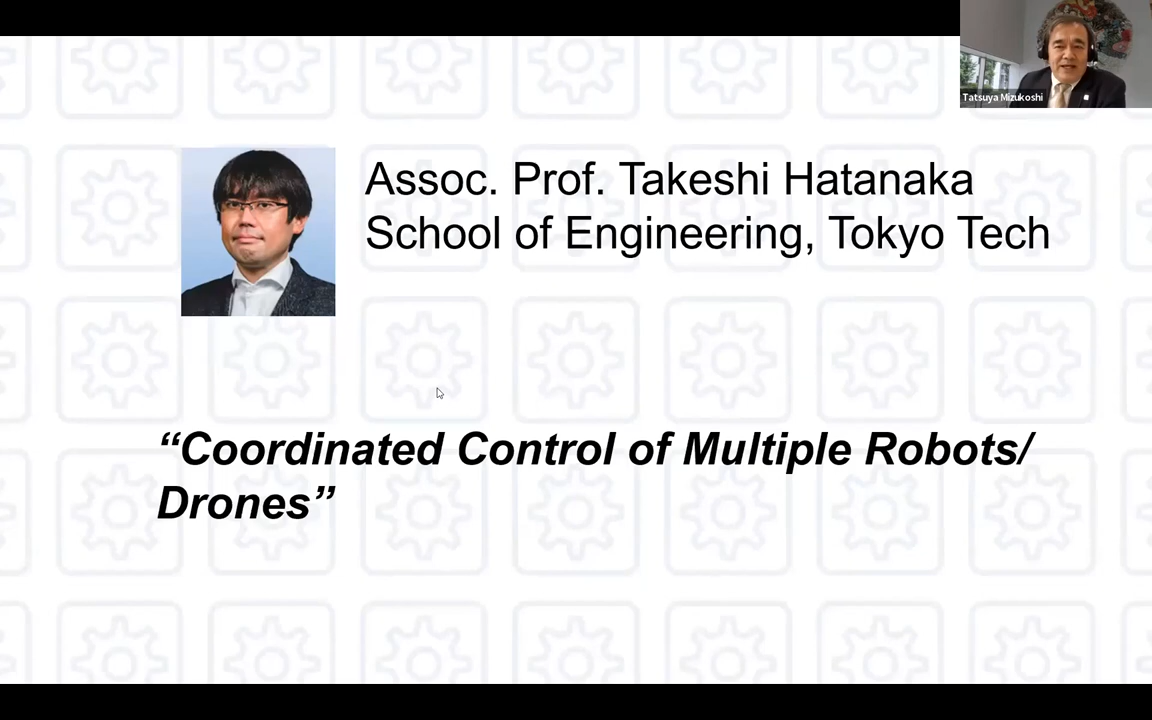 Tatsuya Mizukoshi
Assoc. Prof. Takeshi Hatanaka
School of Engineering, Tokyo Tech
“Coordinated Control of Multiple Robots/
Drones”